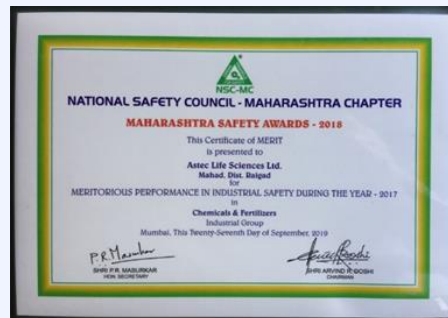 NSC-MC
NATIONAL SAFETY COUNCIL - MAHARASHTRA CHAPTER
MAHARASHTRA SAFETY AWARDS - 2018
This Certificate of MERIT
is presented to
Astec Life Sciences Ltd.
Mahad, Dist. Raigad
for
MERITORIOUS PERFORMANCE IN INDUSTRIAL SAFETY DURING THE YEAR - 2017
in
Chemicals & Fertilizers
Industrial Group
Mumbai, This Twenty-Seventh Day of September, 2019
P.R.Masurkar
SHRI P.R. MASURKAR
HON. SECRETARY
SHRI ARVIND R. DOSHI
CHAIRMAN